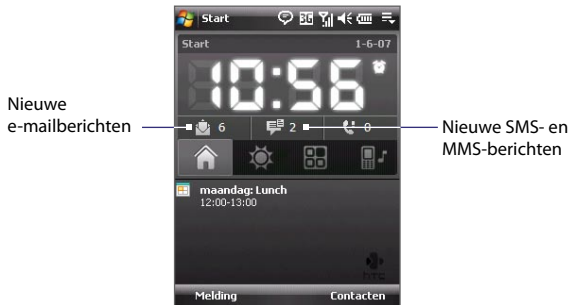 Start
Start 1-6-07
10:56
Nieuwe
e-mailberichten
6 2 0
Nieuwe SMS- en
MMS-berichten
maandag: Lunch
12:00-13:00
hTC
Melding Contacten